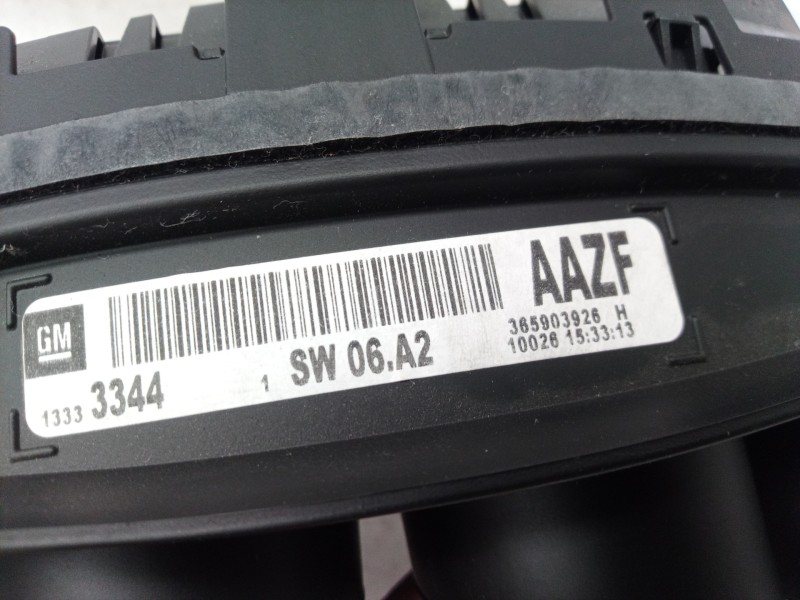 GM
AAZF
365903926 H
10026 15:33:13
1333 3344 1 SW 06.A2